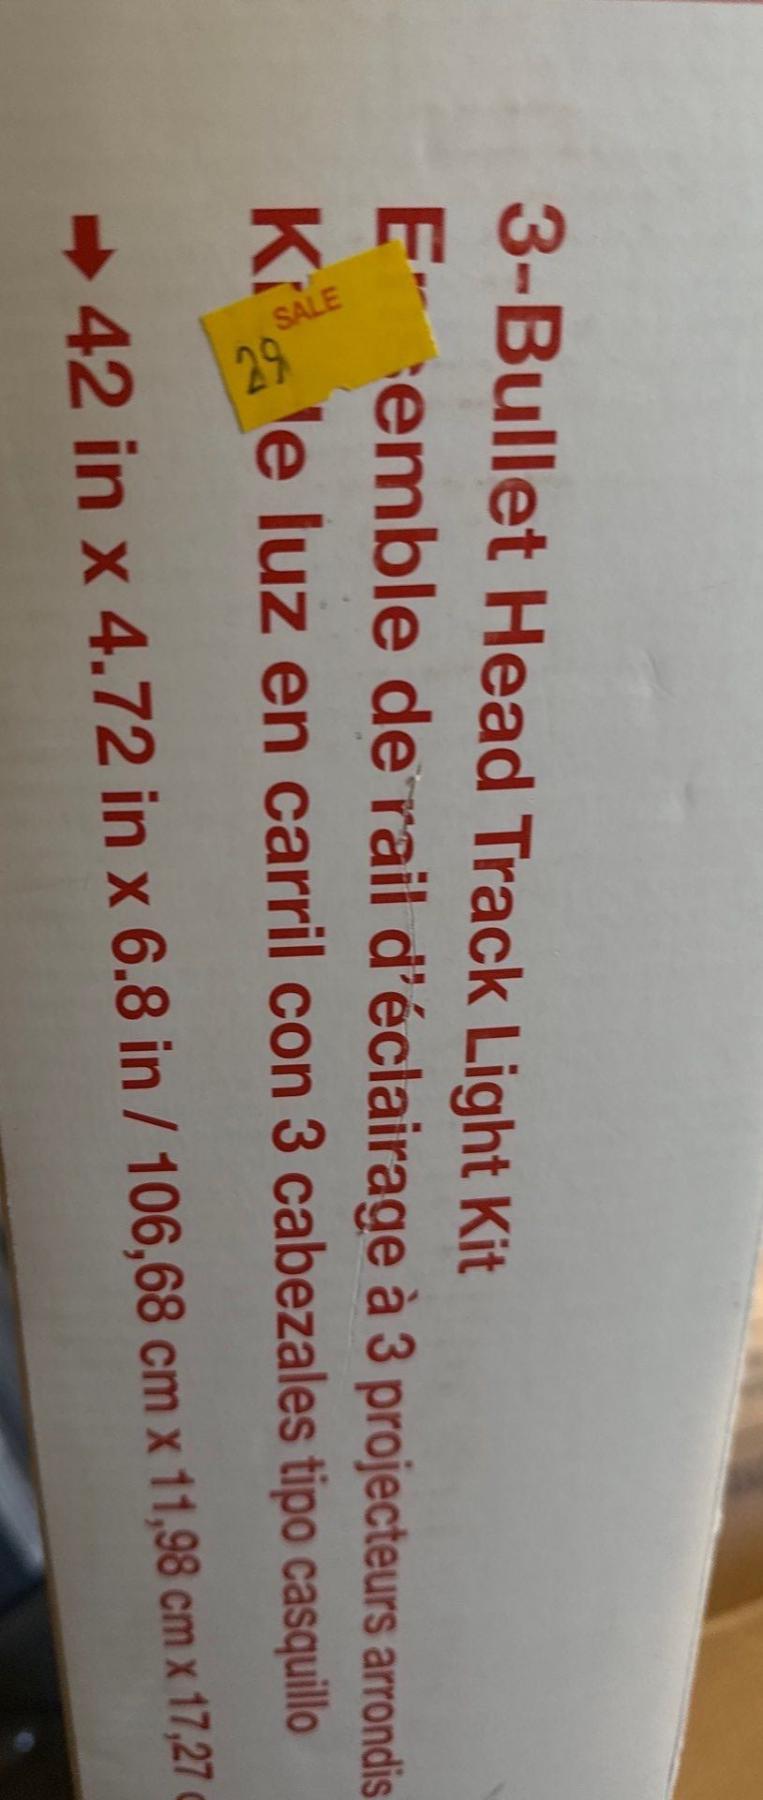 3-Bullet Head Track Light Kit
de rail d'éclairage à 3 projecteurs arrondis
luz en carril con 3 cabezales tipo casquillo
42 in x 4.72 in x 6.8 in / 106,68 cm x 11,98 cm x 17,27
SALE
29